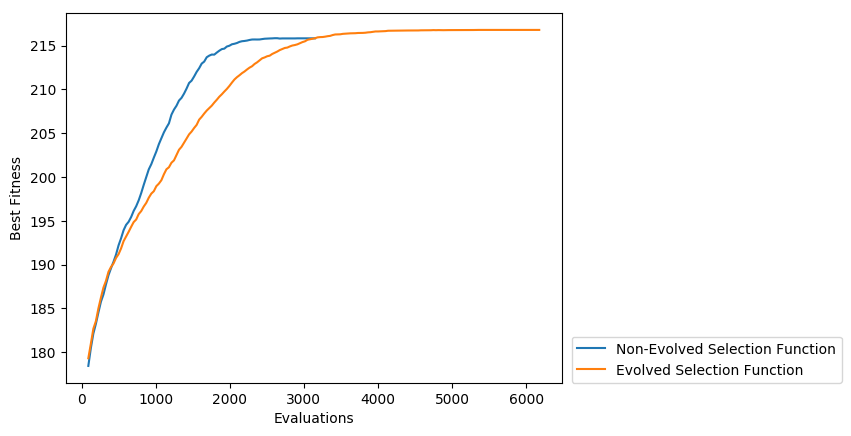 215
210
205
200
195
190
185
180
Best Fitness
0 1000 2000 3000 4000 5000 6000
Evaluations
Non-Evolved Selection Function
Evolved Selection Function